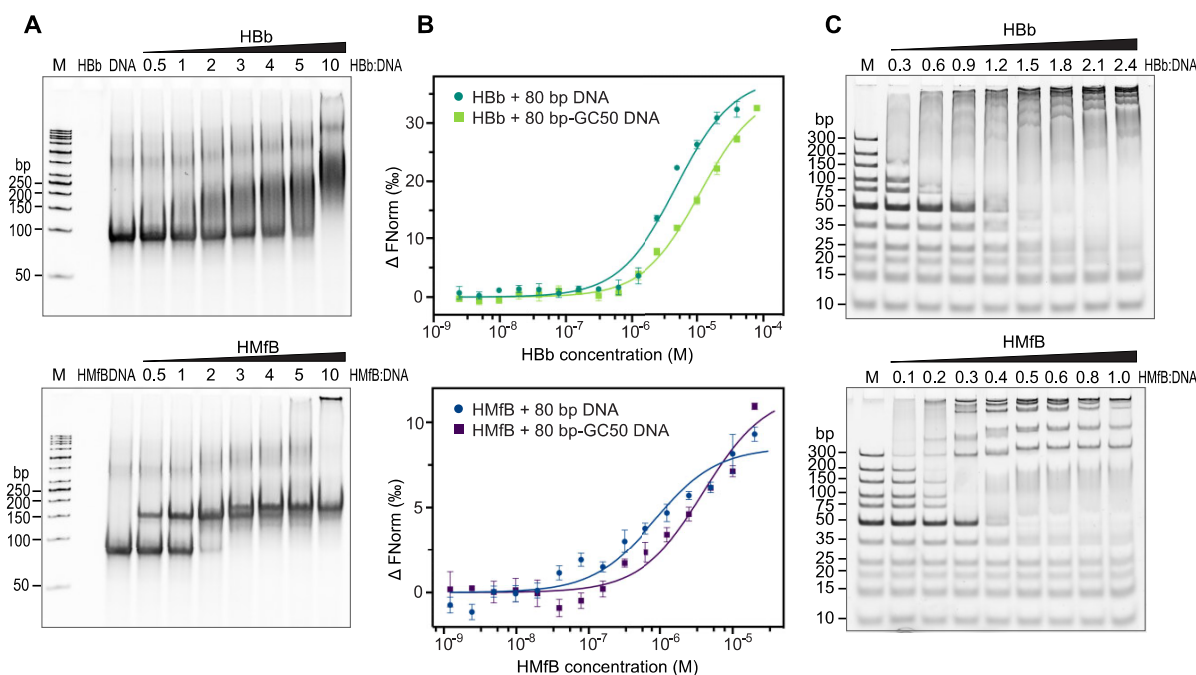 A
HBb
M HBb DNA 0.5 1 2 3 4 5 10 HBb:DNA
bp
250
200
150
100
50
HMfB
M HMfB DNA 0.5 1 2 3 4 5 10 HMfB:DNA
bp
250
200
150
100
50
B
HBb + 80 bp DNA
HBb + 80 bp-GC50 DNA
Δ FNorm (‰)
30
20
10
0
10⁻⁹ 10⁻⁸ 10⁻⁷ 10⁻⁶ 10⁻⁵ 10⁻⁴
HBb concentration (M)
HMfB + 80 bp DNA
HMfB + 80 bp-GC50 DNA
Δ FNorm (‰)
10
5
0
10⁻⁹ 10⁻⁸ 10⁻⁷ 10⁻⁶ 10⁻⁵
HMfB concentration (M)
C
HBb
M 0.3 0.6 0.9 1.2 1.5 1.8 2.1 2.4 HBb:DNA
bp
300
200
150
100
75
50
35
25
20
15
10
HMfB
M 0.1 0.2 0.3 0.4 0.5 0.6 0.8 1.0 HMfB:DNA
bp
300
200
150
100
75
50
35
25
20
15
10